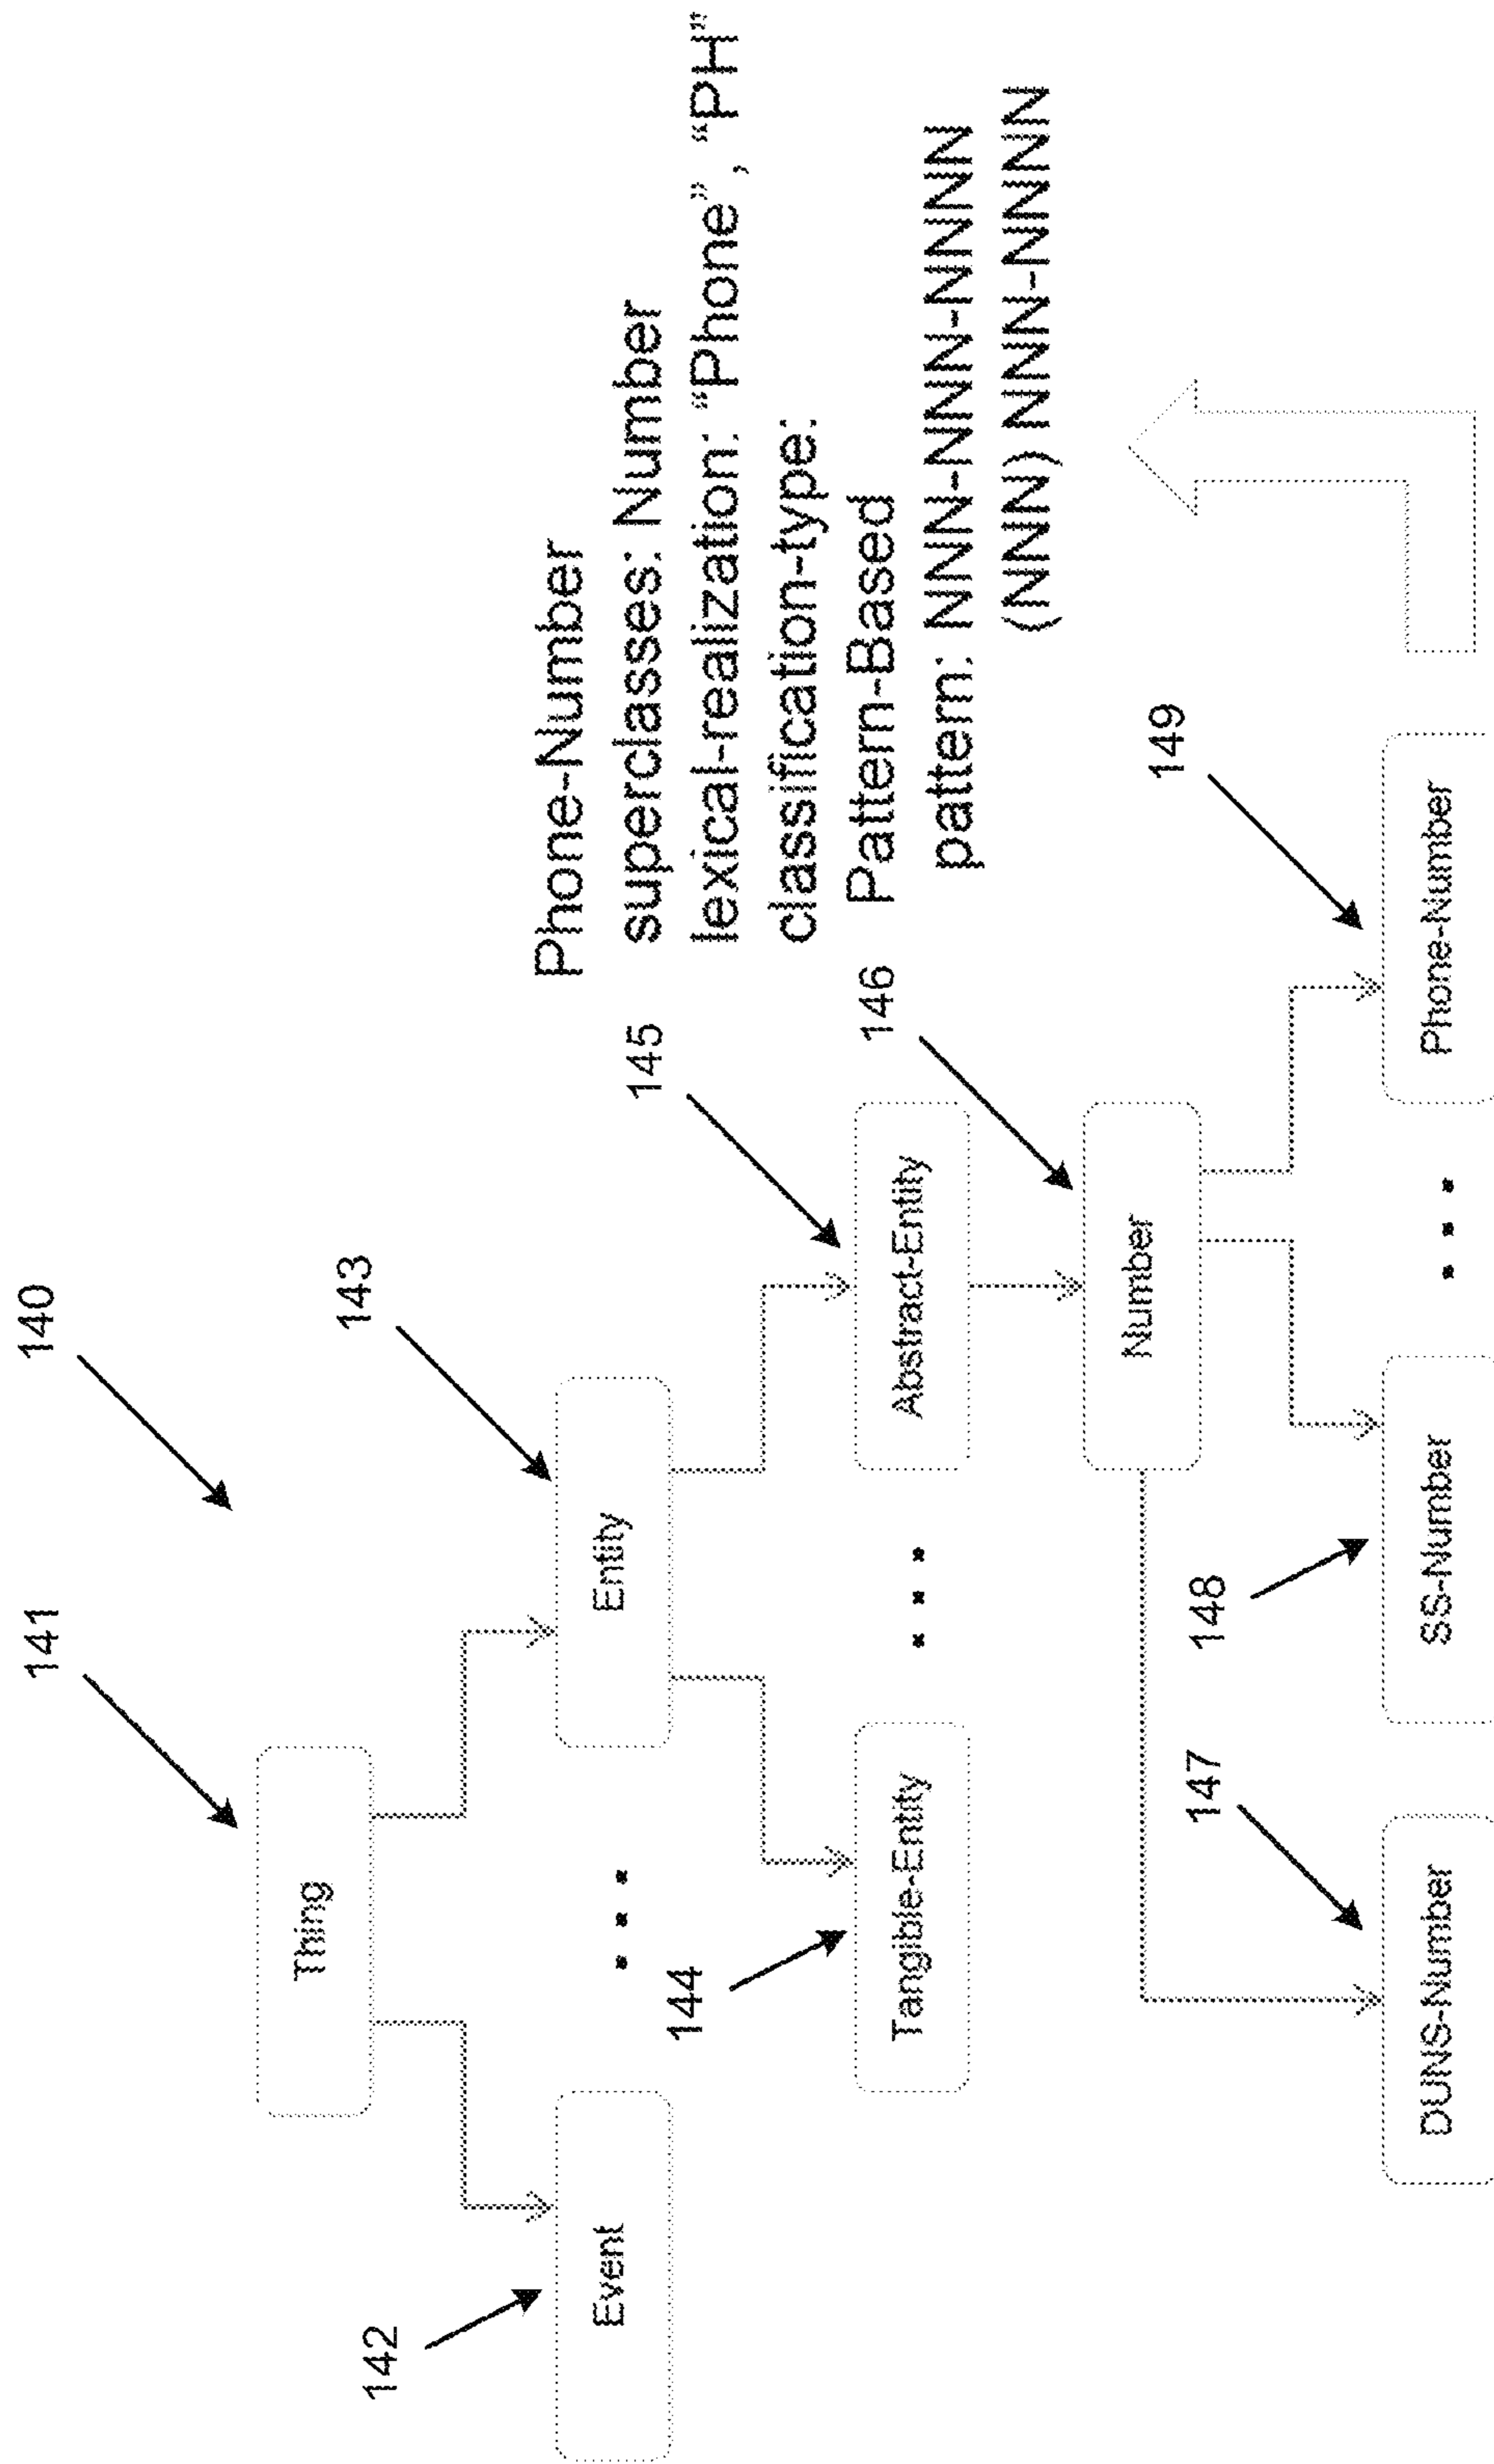 140
141
Thing
143
142
Event
Entity
Phone-Number
superclasses: Number
lexical-realization: “Phone”, “PH”
classification-type:
Pattern-Based
pattern: NNN-NNN-NNNN
(NNN) NNN-NNNN
145
144
Tangible-Entity
Abstract-Entity
146
Number
147
148
149
DUNS-Number
SS-Number
Phone-Number